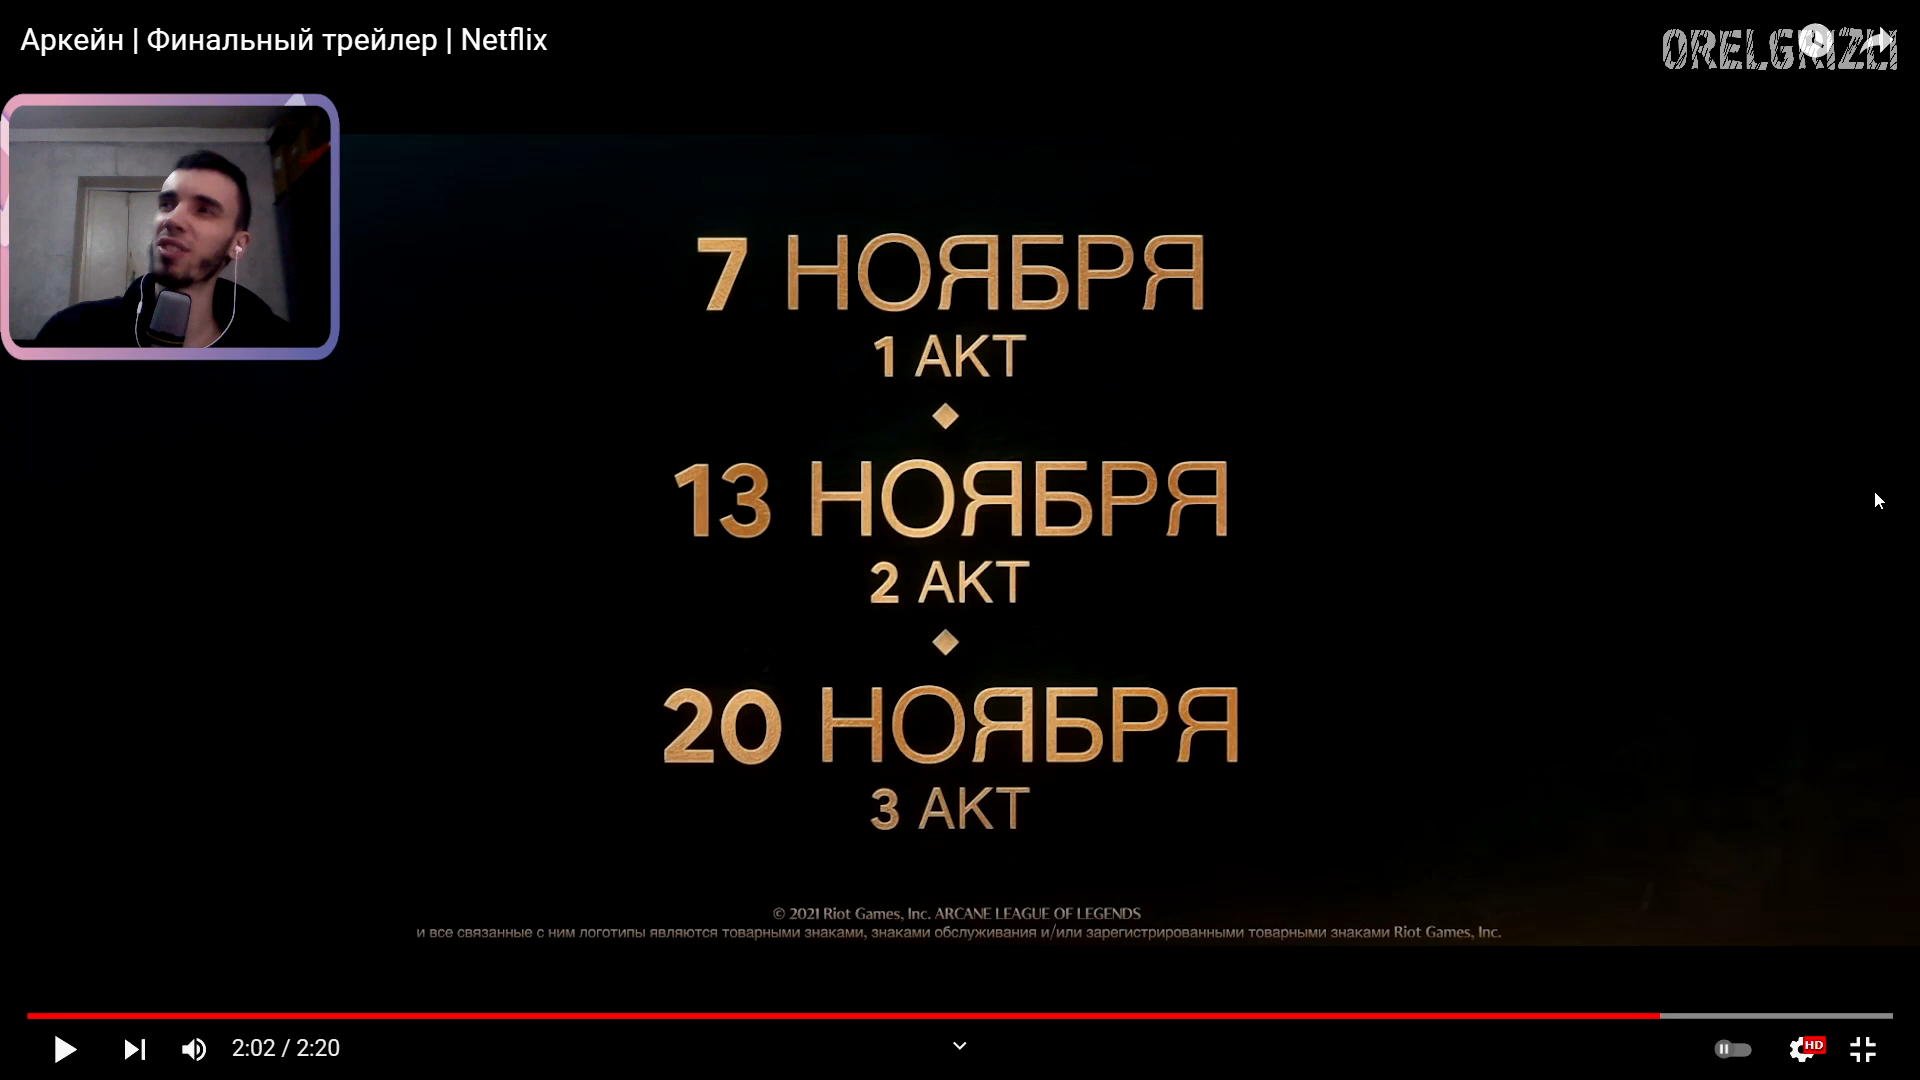 Аркейн | Финальный трейлер | Netflix
ORELGRIZLI
7 НОЯБРЯ
1 АКТ
13 НОЯБРЯ
2 АКТ
20 НОЯБРЯ
3 АКТ
© 2021 Riot Games, Inc. ARCANE LEAGUE OF LEGENDS
и все связанные с ним логотипы являются товарными знаками, знаками обслуживания и/или зарегистрированными товарными знаками Riot Games, Inc.
2:02 / 2:20
HD